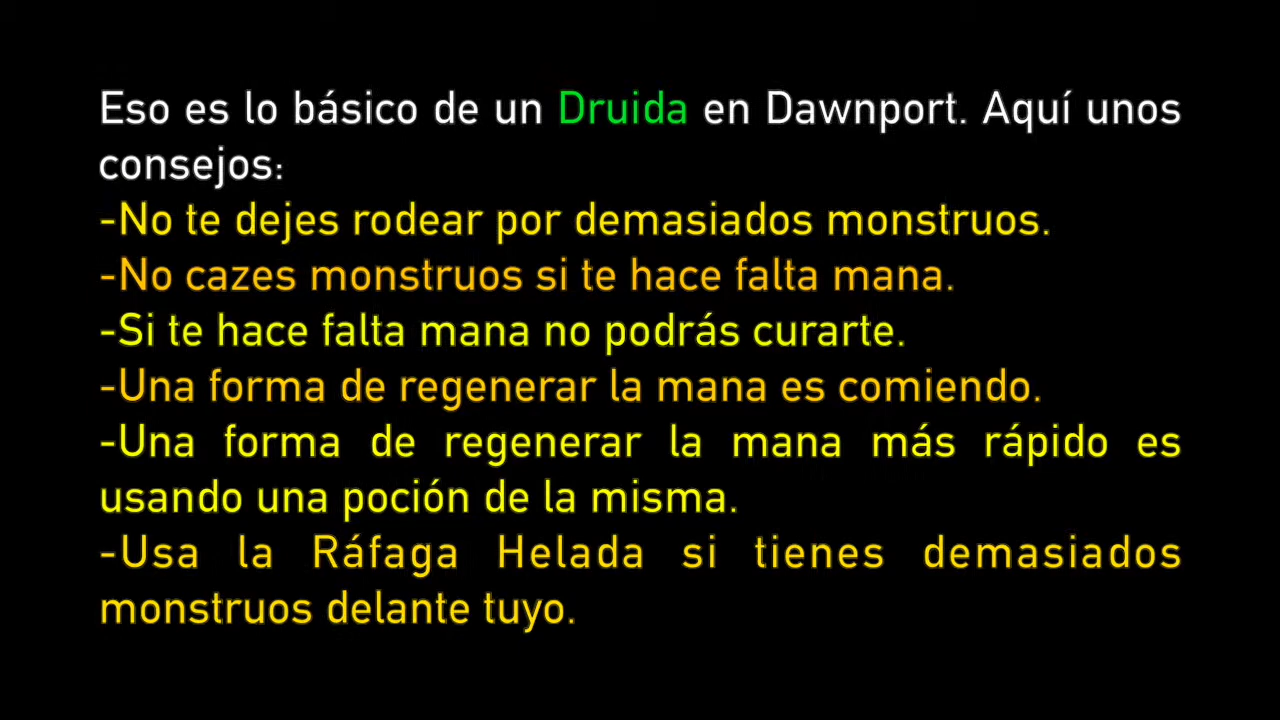 Eso es lo básico de un Druida en Dawnport. Aquí unos
consejos:
-No te dejes rodear por demasiados monstruos.
-No cazes monstruos si te hace falta mana.
-Si te hace falta mana no podrás curarte.
-Una forma de regenerar la mana es comiendo.
-Una forma de regenerar la mana más rápido es
usando una poción de la misma.
-Usa la Ráfaga Helada si tienes demasiados
monstruos delante tuyo.